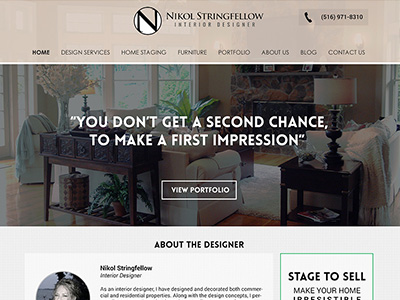 N
NIKOL STRINGFELLOW
INTERIOR DESIGNER
(516) 971-8310
HOME DESIGN SERVICES HOME STAGING FURNITURE PORTFOLIO ABOUT US BLOG CONTACT US
"YOU DON'T GET A SECOND CHANCE,
TO MAKE A FIRST IMPRESSION"
VIEW PORTFOLIO
ABOUT THE DESIGNER
Nikol Stringfellow
Interior Designer
As an interior designer, I have designed and decorated both commer-
cial and residential properties. Along with the design concepts, I per-
STAGE TO SELL
MAKE YOUR HOME
IRRESISTIBLE